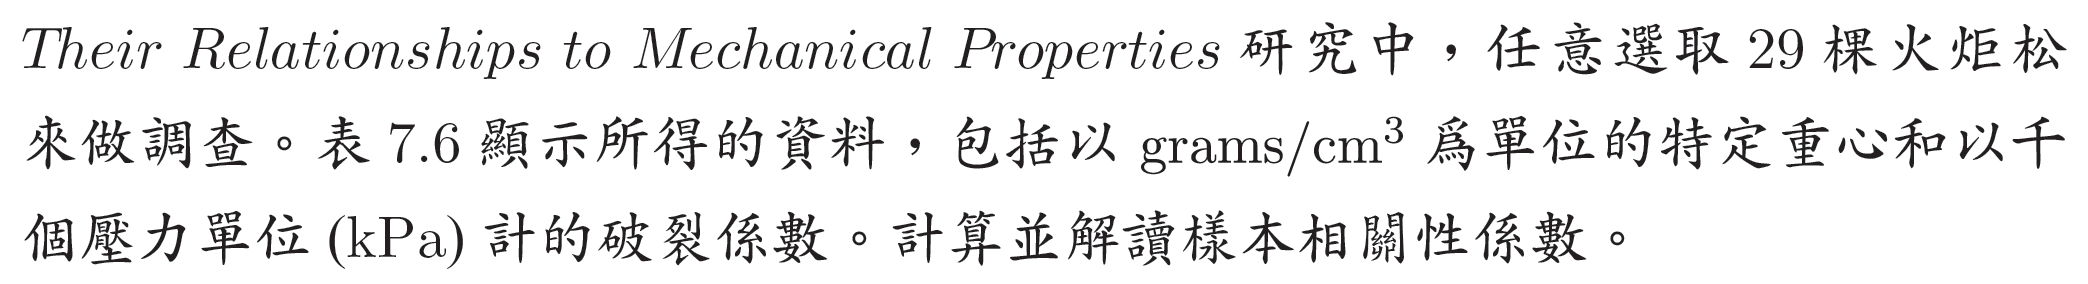 Their Relationships to Mechanical Properties 研究中，任意選取 29 棵火炬松
來做調查。表 7.6 顯示所得的資料，包括以 grams/cm³ 爲單位的特定重心和以千
個壓力單位 (kPa) 計的破裂係數。計算並解讀樣本相關性係數。